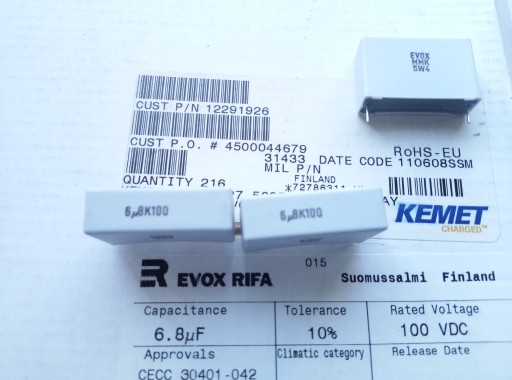 EVOX
MMK
5W4
CUST P/N 12291926
CUST P.O. # 4500044679
31433 DATE CODE 110608SSM
RoHS-EU
MIL P/N
QUANTITY 216
FINLAND
KEMET
CHARGED™
6µ8K100
6µ8K100
EVOX RIFA
015
Suomussalmi Finland
Capacitance
Tolerance
Rated Voltage
6.8µF
10%
100 VDC
Approvals
Climatic category
Release Date
CECC 30401-042